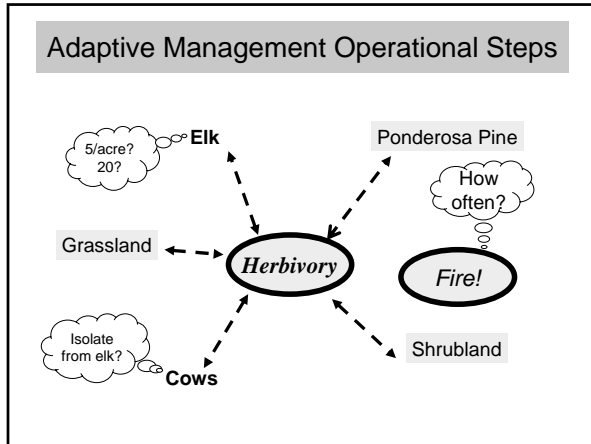 Adaptive Management Operational Steps
5/acre?
20?
Elk
Ponderosa Pine
How
often?
Grassland
Herbivory
Fire!
Isolate
from elk?
Cows
Shrubland